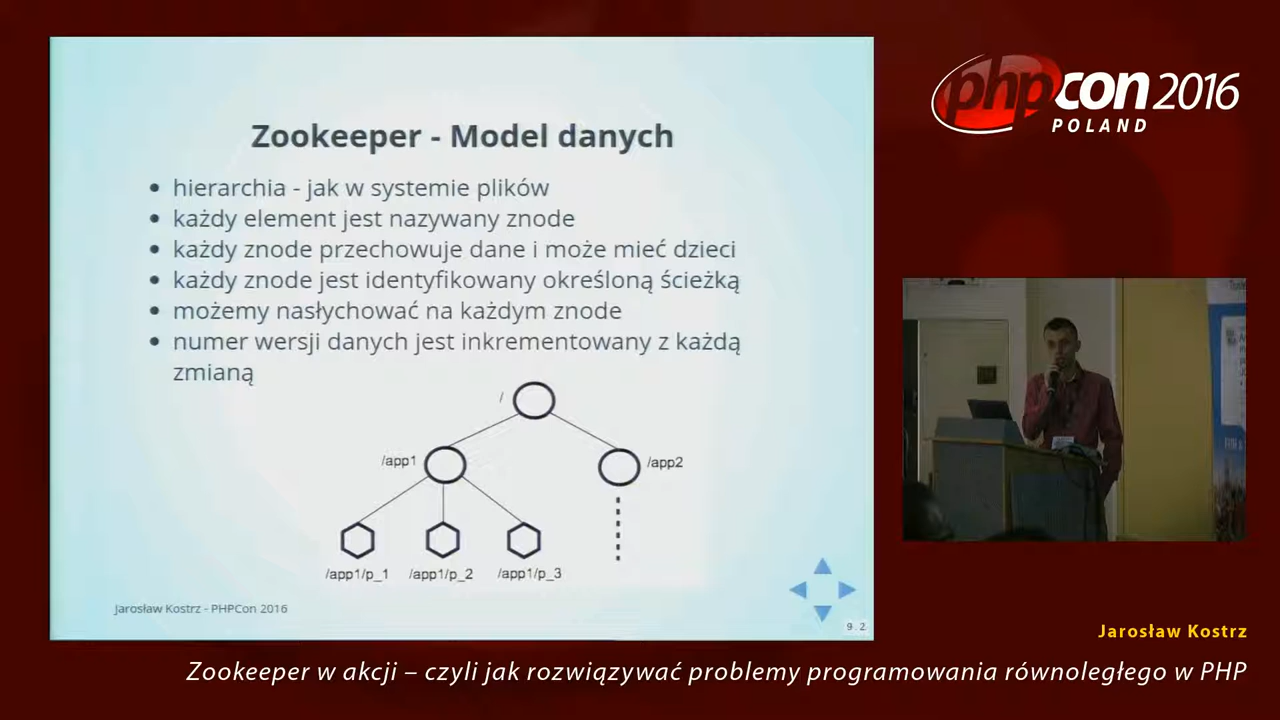 Zookeeper - Model danych
• hierarchia - jak w systemie plików
• każdy element jest nazywany znode
• każdy znode przechowuje dane i może mieć dzieci
• każdy znode jest identyfikowany określoną ścieżką
• możemy nasłychować na każdym znode
• numer wersji danych jest inkrementowany z każdą
zmianą
/
/app1
/app2
/app1/p_1 /app1/p_2 /app1/p_3
Jarosław Kostrz - PHPCon 2016
9.2
phpcon 2016
POLAND
Jarosław Kostrz
Zookeeper w akcji – czyli jak rozwiązywać problemy programowania równoległego w PHP